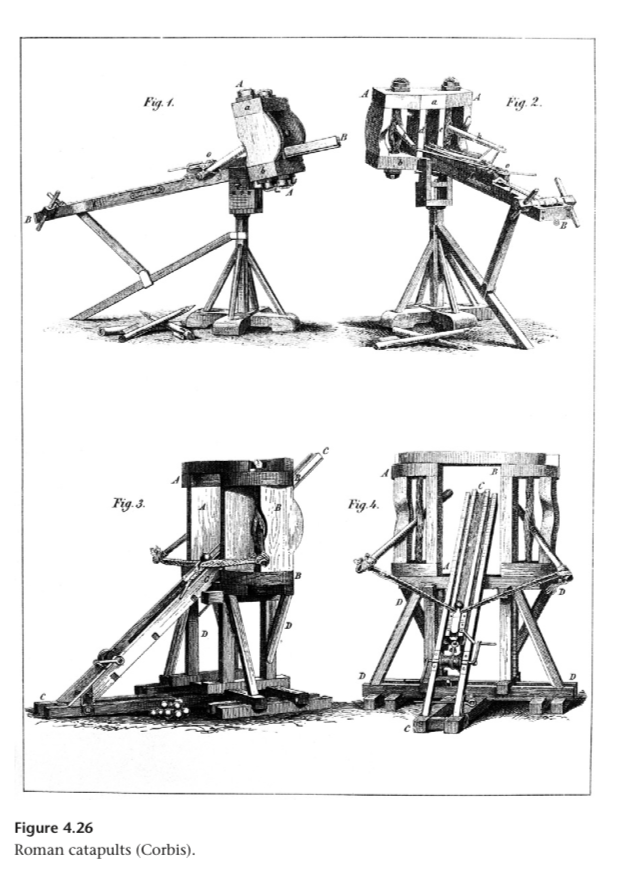 A
Fig. 1.
a
B
e
b
A
B
A
a
A
Fig. 2.
b
e
B
C
A
Fig. 3.
A
B
B
D
D
C
A
B
Fig. 4.
C
D
D
D
D
C
Figure 4.26
Roman catapults (Corbis).